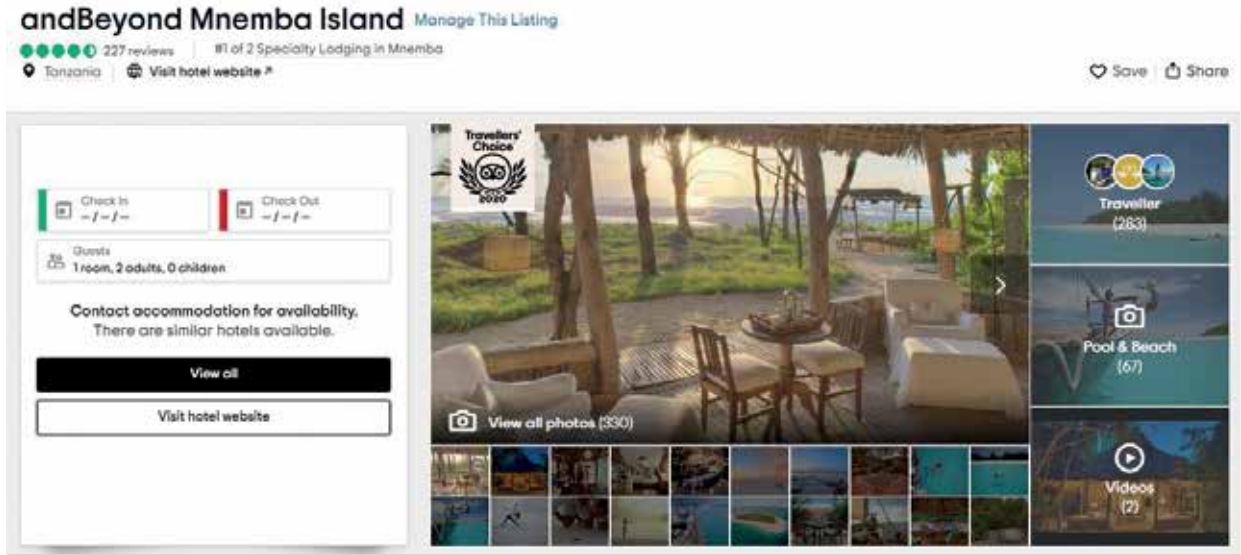 andBeyond Mnemba Island Manage This Listing
227 reviews #1 of 2 Specialty Lodging in Mnemba
Tanzania Visit hotel website
Save Share
Travellers'
Choice
2020
Check In
– / – / –
Check Out
– / – / –
Guests
1 room, 2 adults, 0 children
Contact accommodation for availability.
There are similar hotels available.
View all
Visit hotel website
View all photos (330)
Traveller
(283)
Pool & Beach
(67)
Videos
(2)